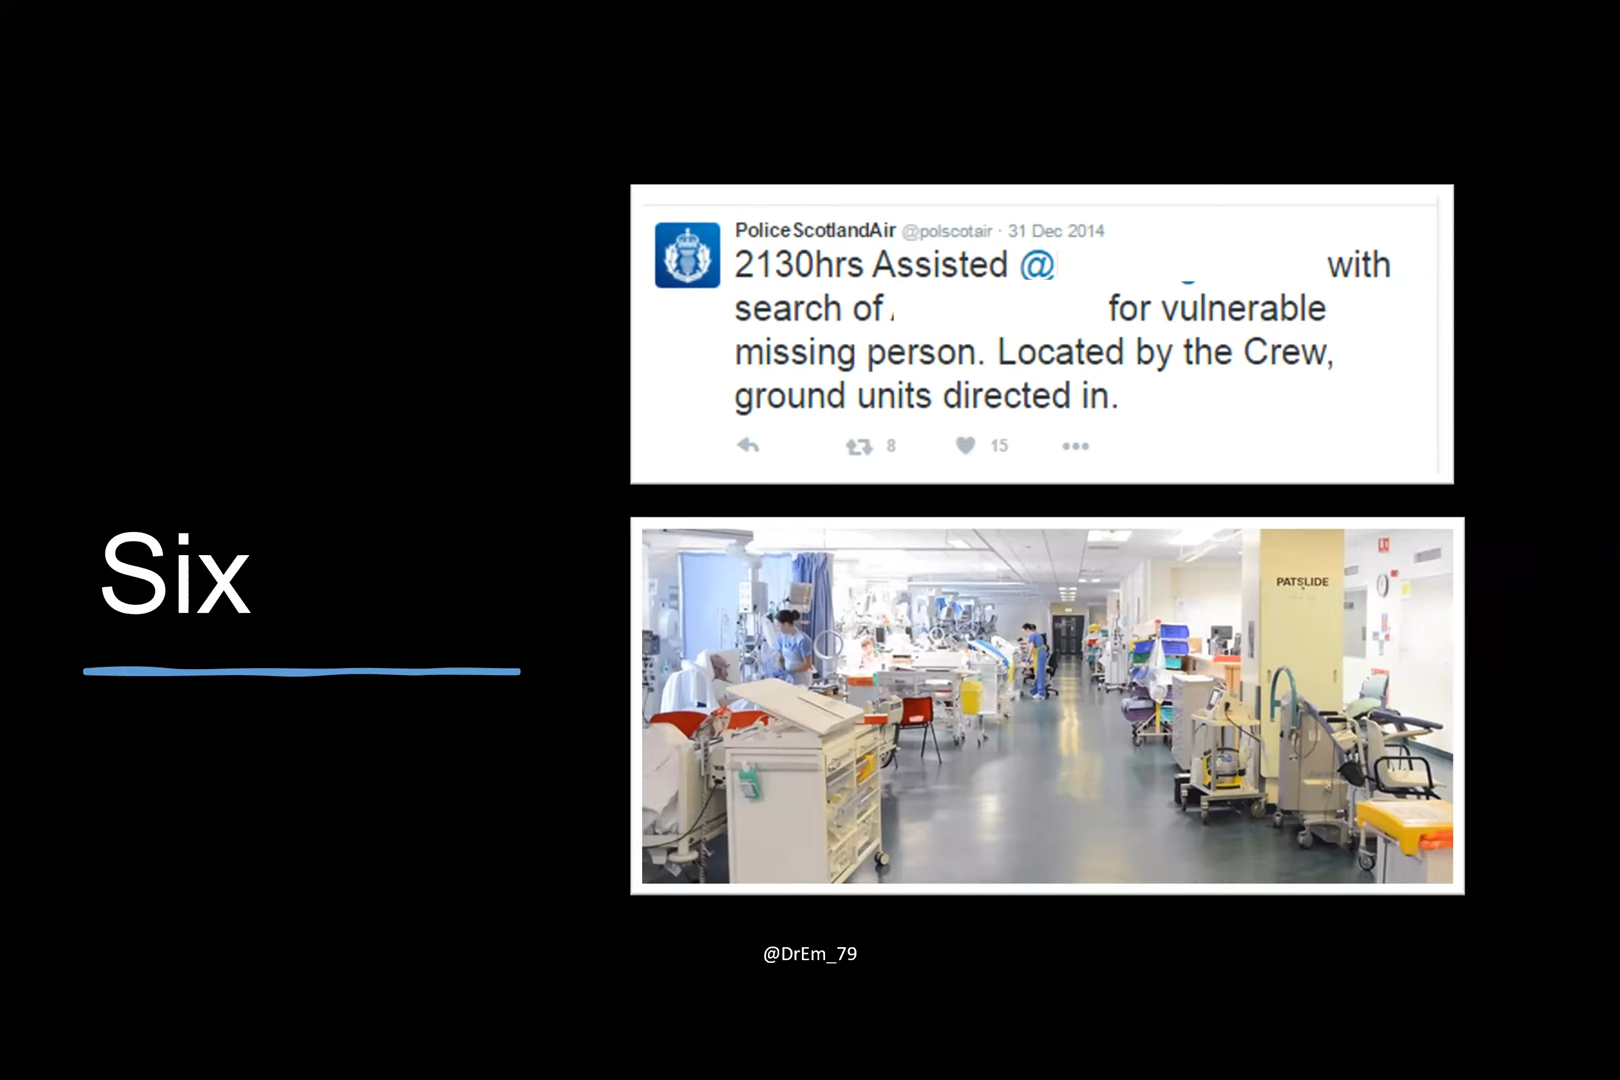 PoliceScotlandAir @polscotair · 31 Dec 2014
2130hrs Assisted @ with
search of for vulnerable
missing person. Located by the Crew,
ground units directed in.
8 15
Six
PATSLIDE
@DrEm_79